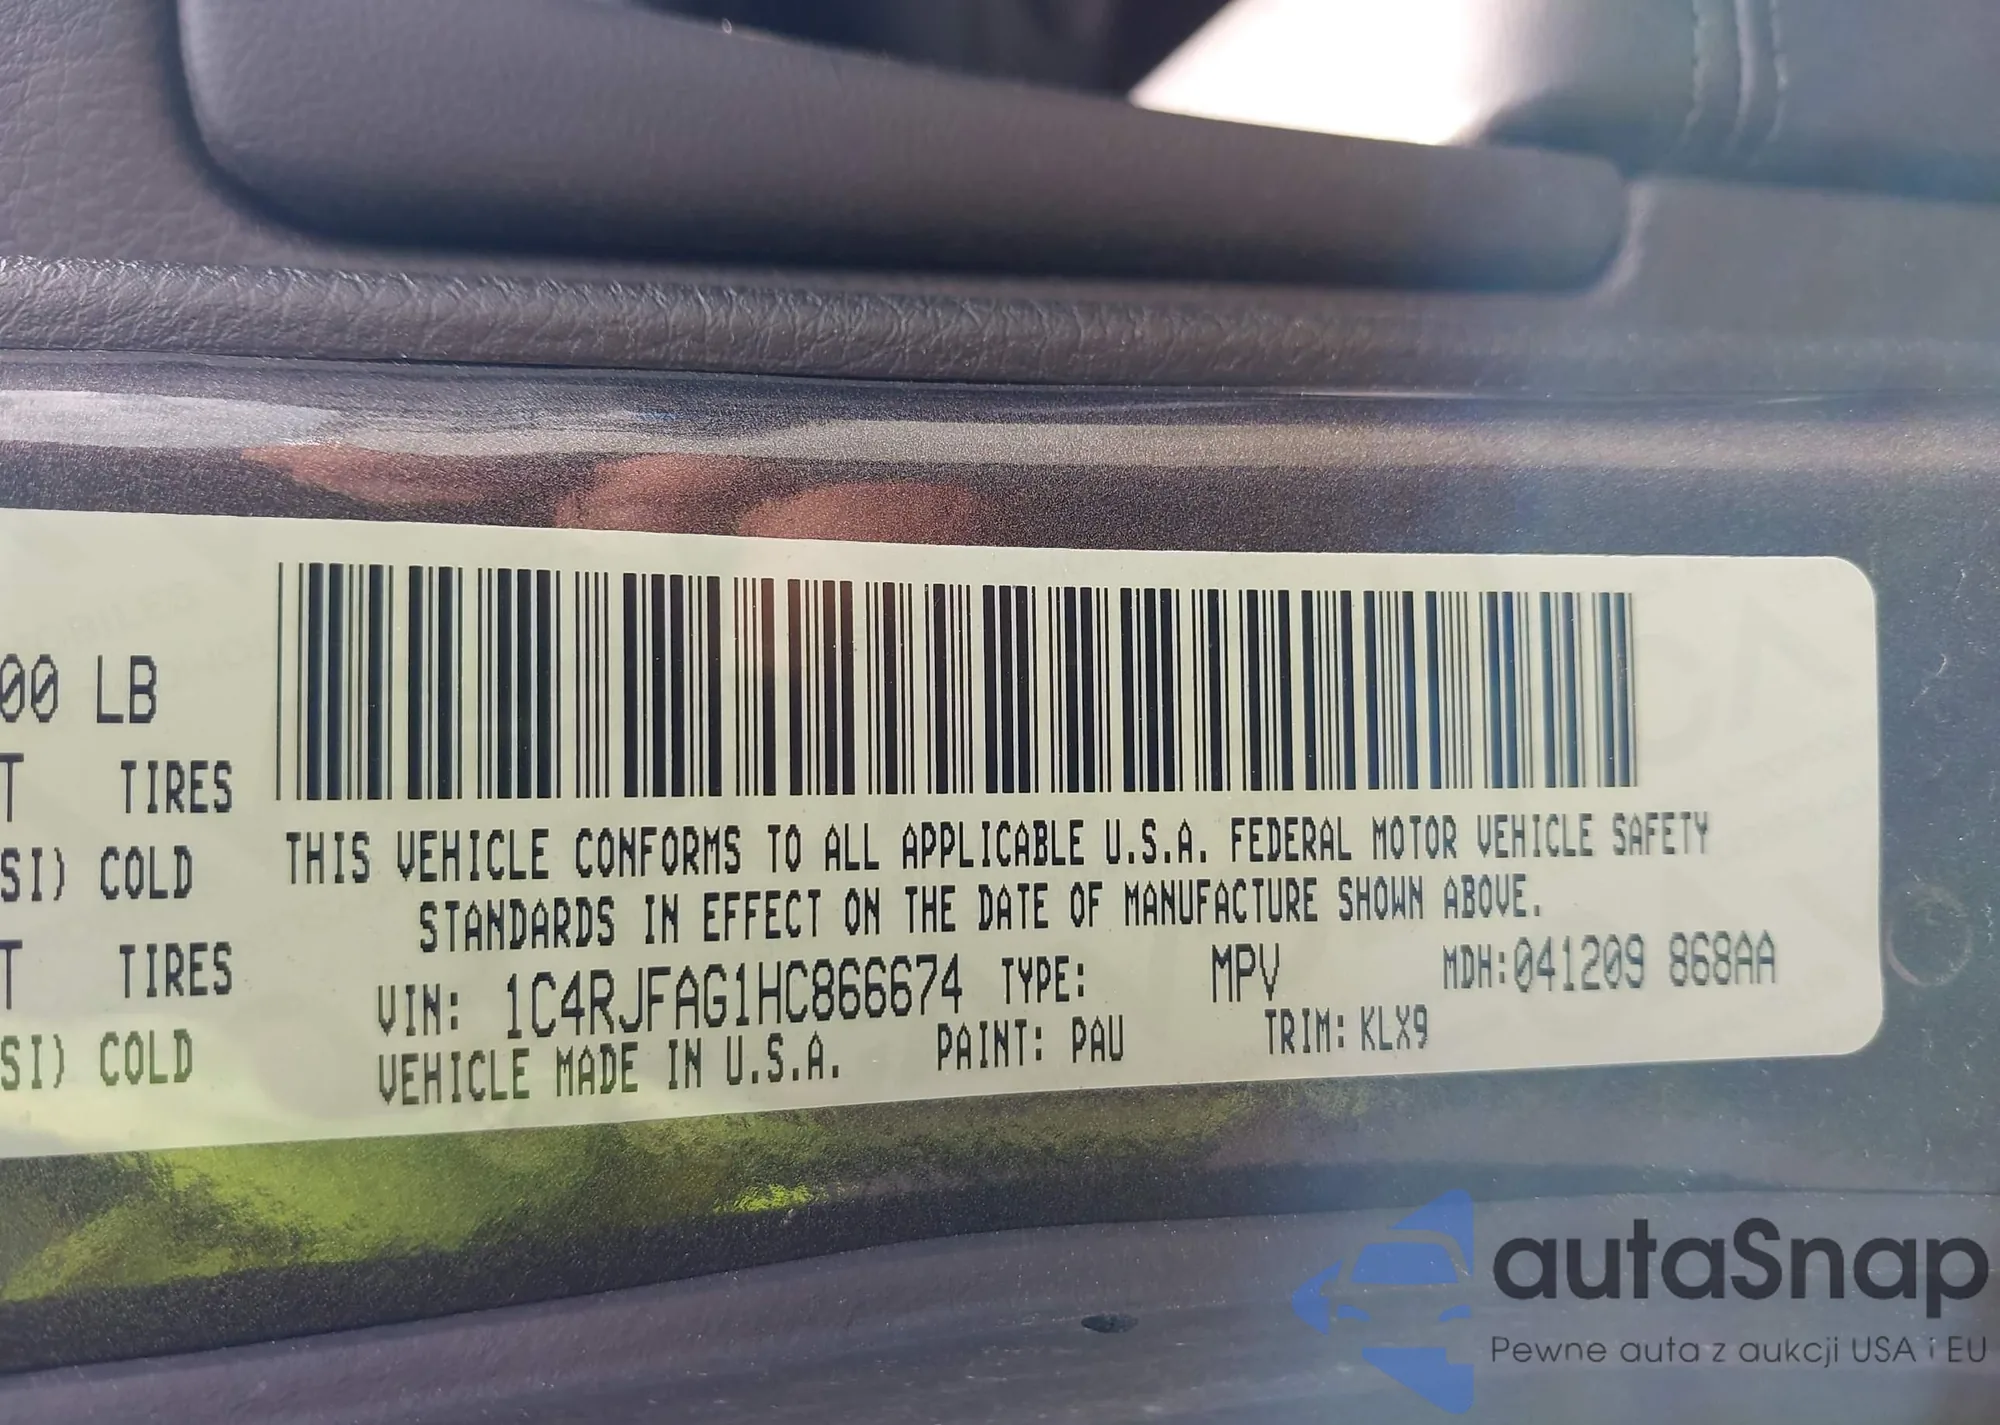 00 LB
T TIRES
SI) COLD
T TIRES
SI) COLD
THIS VEHICLE CONFORMS TO ALL APPLICABLE U.S.A. FEDERAL MOTOR VEHICLE SAFETY
STANDARDS IN EFFECT ON THE DATE OF MANUFACTURE SHOWN ABOVE.
VIN: 1C4RJFAG1HC866674 TYPE: MPV MDH:041209 868AA
VEHICLE MADE IN U.S.A. PAINT: PAU TRIM: KLX9
autaSnap
Pewne auta z aukcji USA i EU